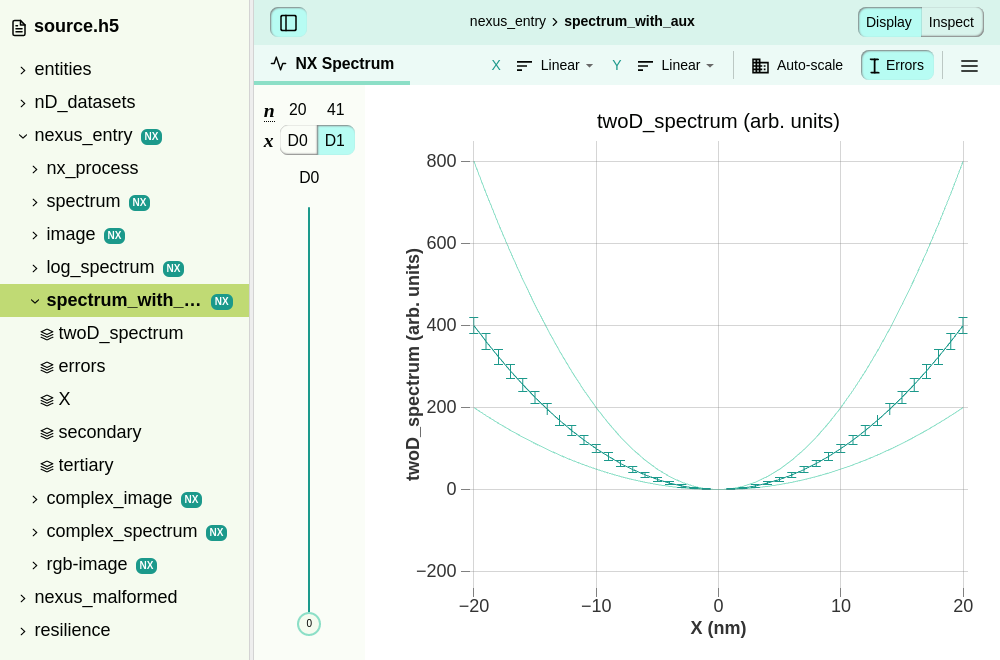 source.h5
entities
nD_datasets
nexus_entry NX
nx_process
spectrum NX
image NX
log_spectrum NX
spectrum_with_… NX
twoD_spectrum
errors
X
secondary
tertiary
complex_image NX
complex_spectrum NX
rgb-image NX
nexus_malformed
resilience
nexus_entry › spectrum_with_aux
Display Inspect
NX Spectrum
X Linear Y Linear Auto-scale Errors
n 20 41
x D0 D1
D0
0
twoD_spectrum (arb. units)
800
600
400
200
0
−200
twoD_spectrum (arb. units)
−20 −10 0 10 20
X (nm)